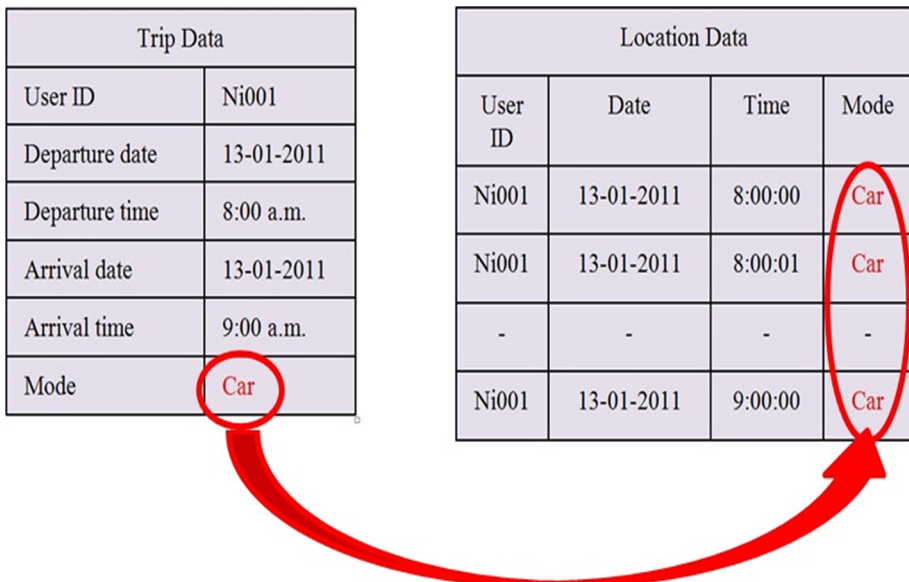 Trip Data
User ID Ni001
Departure date 13-01-2011
Departure time 8:00 a.m.
Arrival date 13-01-2011
Arrival time 9:00 a.m.
Mode Car
Location Data
User Date Time Mode
ID
Ni001 13-01-2011 8:00:00 Car
Ni001 13-01-2011 8:00:01 Car
- - - -
Ni001 13-01-2011 9:00:00 Car